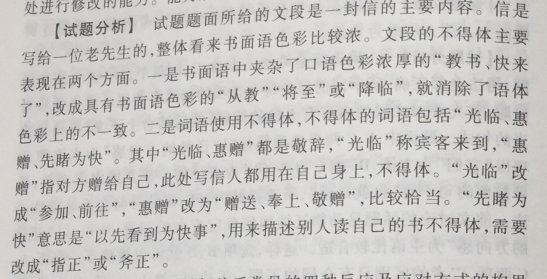 处进行修改的能力。
【试题分析】 试题题面所给的文段是一封信的主要内容。信是
写给一位老先生的,整体看来书面语色彩比较浓。文段的不得体主要
表现在两个方面。一是书面语中夹杂了口语色彩浓厚的“教书、快来
了”,改成具有书面语色彩的“从教”“将至”或“降临”,就消除了语体
色彩上的不一致。二是词语使用不得体,不得体的词语包括“光临、惠
赠、先睹为快”。其中“光临、惠赠”都是敬辞,“光临”称宾客来到,“惠
赠”指对方赠给自己,此处写信人都用在自己身上,不得体。“光临”改
成“参加、前往”,“惠赠”改为“赠送、奉上、敬赠”,比较恰当。“先睹为
快”意思是“以先看到为快事”,用来描述别人读自己的书不得体,需要
改成“指正”或“斧正”